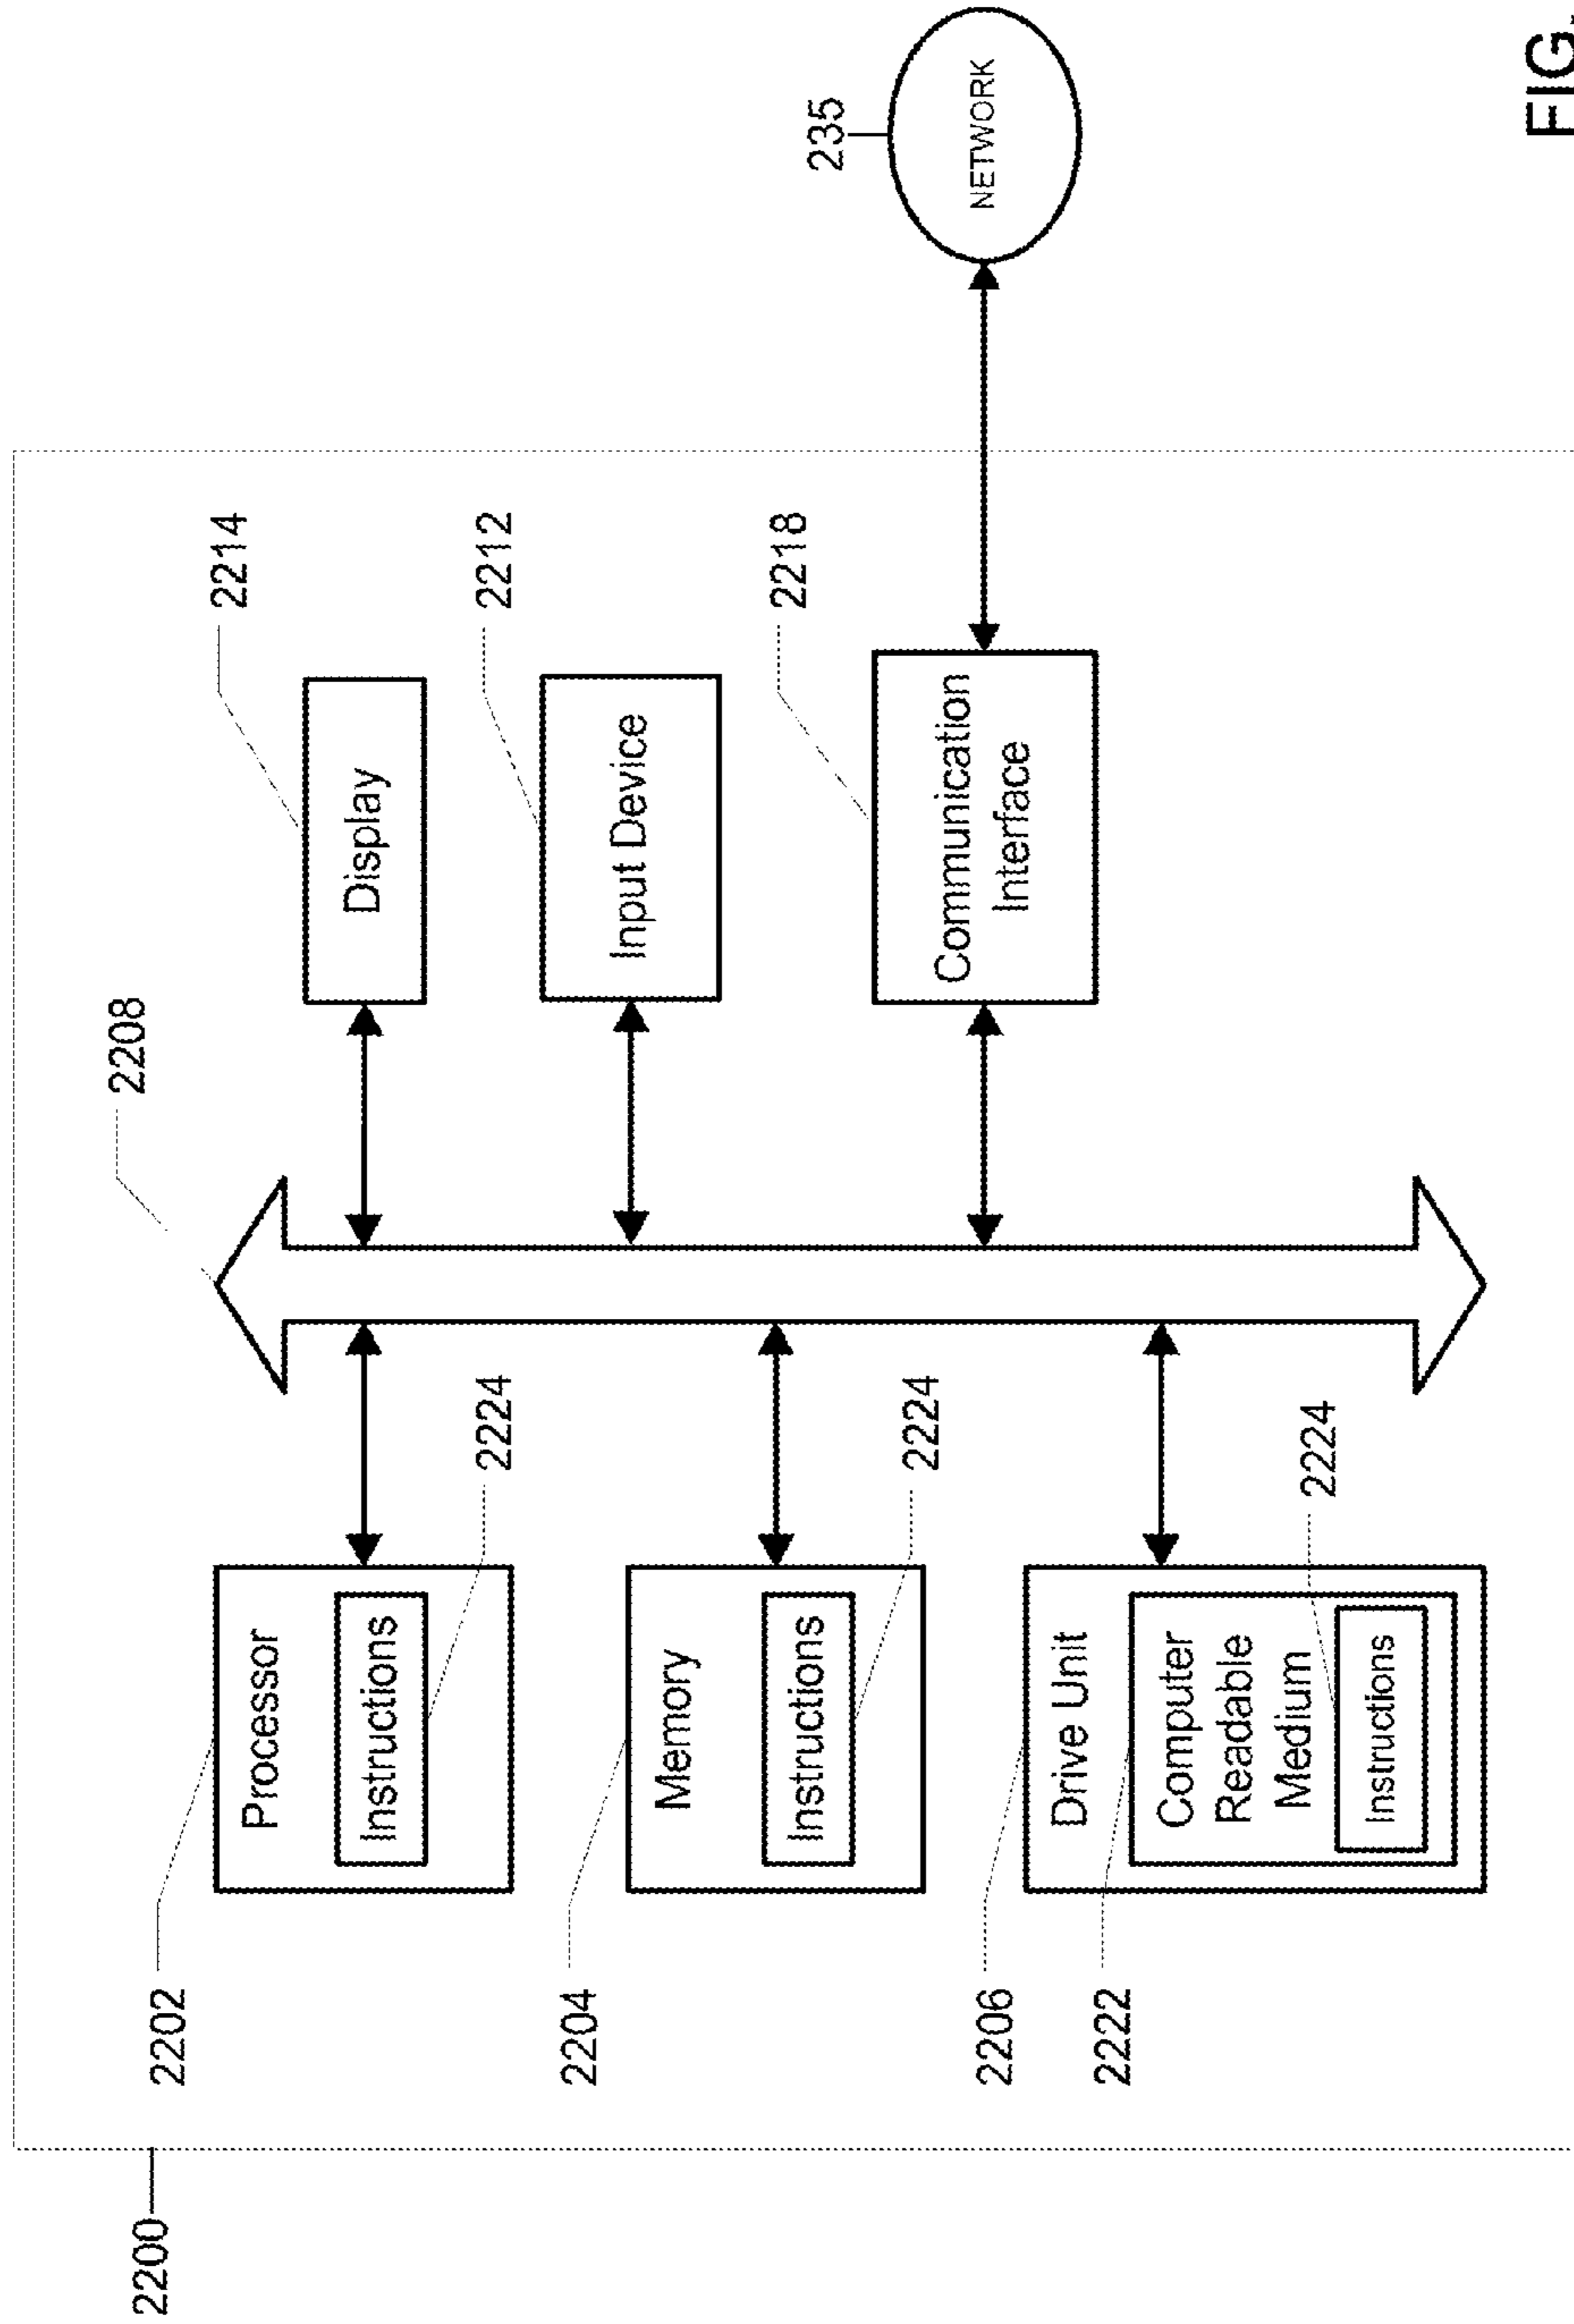 2200
2202
Processor
Instructions
2224
2204
Memory
Instructions
2224
2206
2222
Drive Unit
Computer
Readable
Medium
Instructions
2224
2208
2214
Display
2212
Input Device
2218
Communication
Interface
235
NETWORK
FIG.